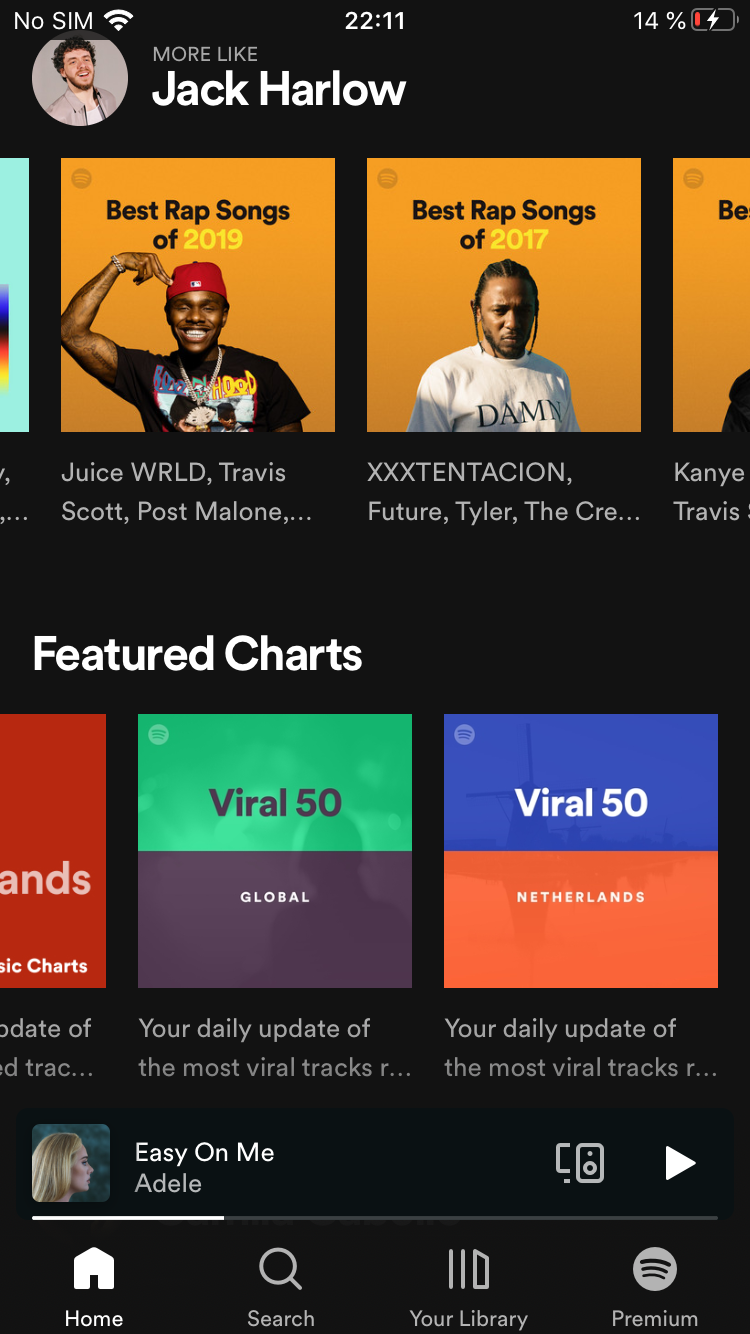 No SIM 22:11 14 %
MORE LIKE
Jack Harlow
Best Rap Songs
of 2019
Best Rap Songs
of 2017
DAMN
Juice WRLD, Travis
Scott, Post Malone,...
XXXTENTACION,
Future, Tyler, The Cre...
Kanye
Travis
Featured Charts
ands
sic Charts
Viral 50
GLOBAL
Viral 50
NETHERLANDS
pdate of
ed trac...
Your daily update of
the most viral tracks r...
Your daily update of
the most viral tracks r...
Easy On Me
Adele
Home Search Your Library Premium